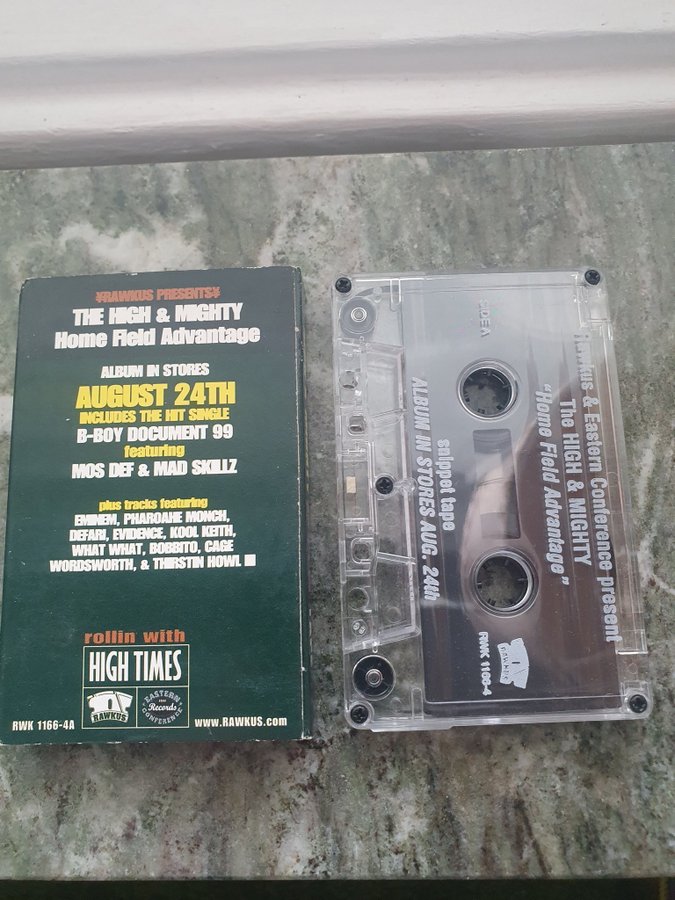 ¥RAWKUS PRESENTS¥
THE HIGH & MIGHTY
Home Field Advantage
ALBUM IN STORES
AUGUST 24TH
INCLUDES THE HIT SINGLE
B-BOY DOCUMENT 99
featuring
MOS DEF & MAD SKILLZ
plus tracks featuring
EMINEM, PHAROAHE MONCH,
DEFARI, EVIDENCE, KOOL KEITH,
WHAT WHAT, BOBBITO, CAGE
WORDSWORTH, & THIRSTIN HOWL
rollin with
HIGH TIMES
RAWKUS
EASTERN
Records
CONFERENCE
RWK 1166-4A
www.RAWKUS.com
SIDE A
Rawkus & Eastern Conference present
The HIGH & MIGHTY
"Home Field Advantage"
snippet tape
ALBUM IN STORES AUG. 24th
RAWKUS
RWK 1166-4